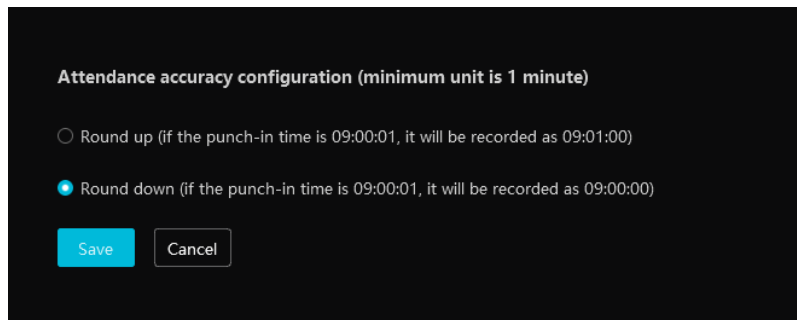 Attendance accuracy configuration (minimum unit is 1 minute)
Round up (if the punch-in time is 09:00:01, it will be recorded as 09:01:00)
Round down (if the punch-in time is 09:00:01, it will be recorded as 09:00:00)
Save Cancel